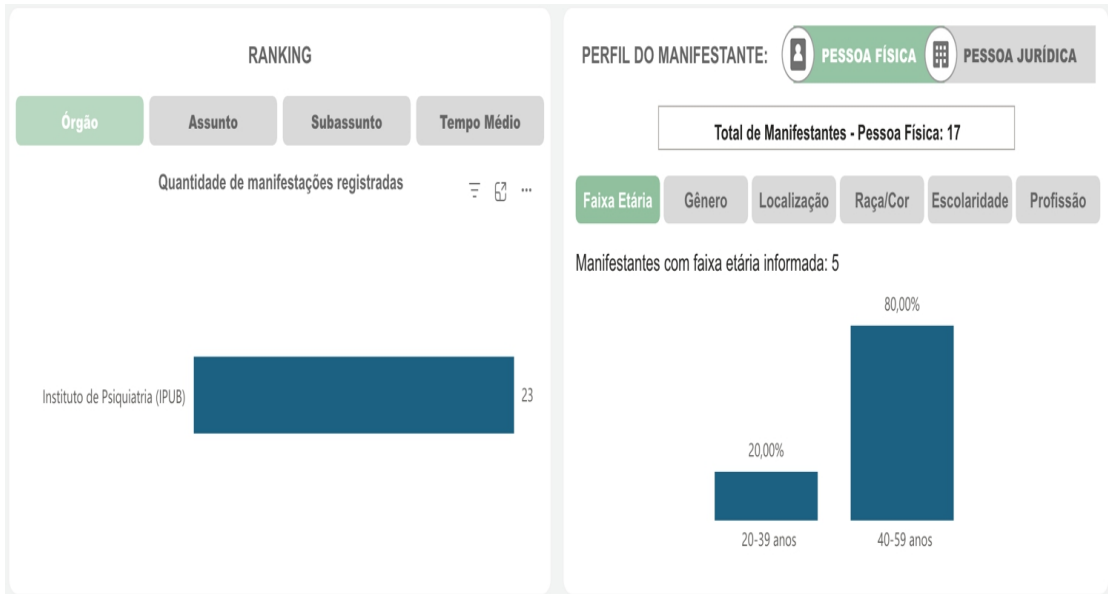 RANKING
Órgão
Assunto
Subassunto
Tempo Médio
Quantidade de manifestações registradas
Instituto de Psiquiatria (IPUB)
23
PERFIL DO MANIFESTANTE:
PESSOA FÍSICA
PESSOA JURÍDICA
Total de Manifestantes - Pessoa Física: 17
Faixa Etária
Gênero
Localização
Raça/Cor
Escolaridade
Profissão
Manifestantes com faixa etária informada: 5
80,00%
20,00%
20-39 anos
40-59 anos